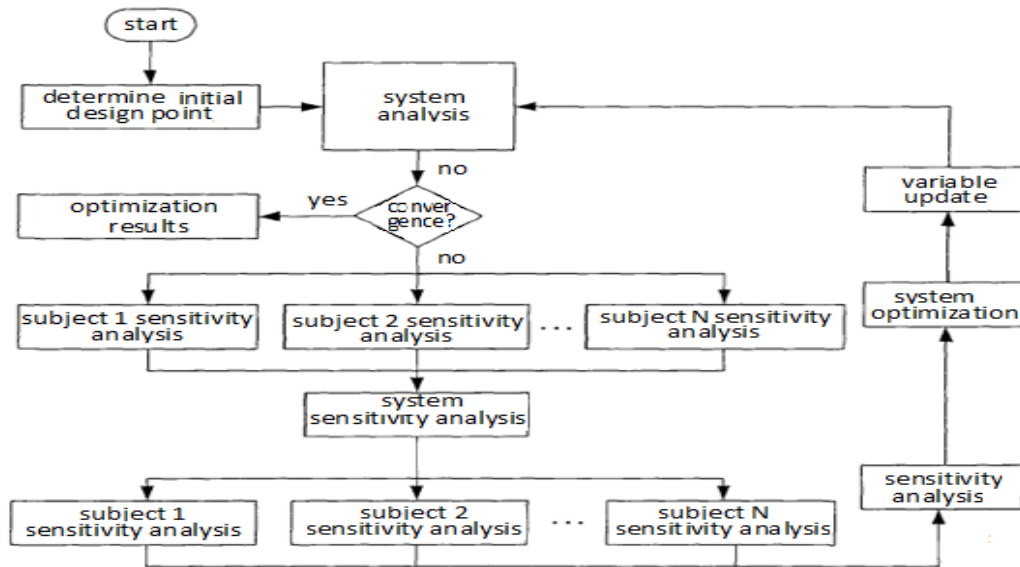 start
determine initial
design point
system
analysis
no
yes
conver
gence?
optimization
results
no
variable
update
subject 1 sensitivity
analysis
subject 2 sensitivity
analysis
...
subject N sensitivity
analysis
system
optimization
system
sensitivity analysis
sensitivity
analysis
subject 1
sensitivity analysis
subject 2
sensitivity analysis
...
subject N
sensitivity analysis